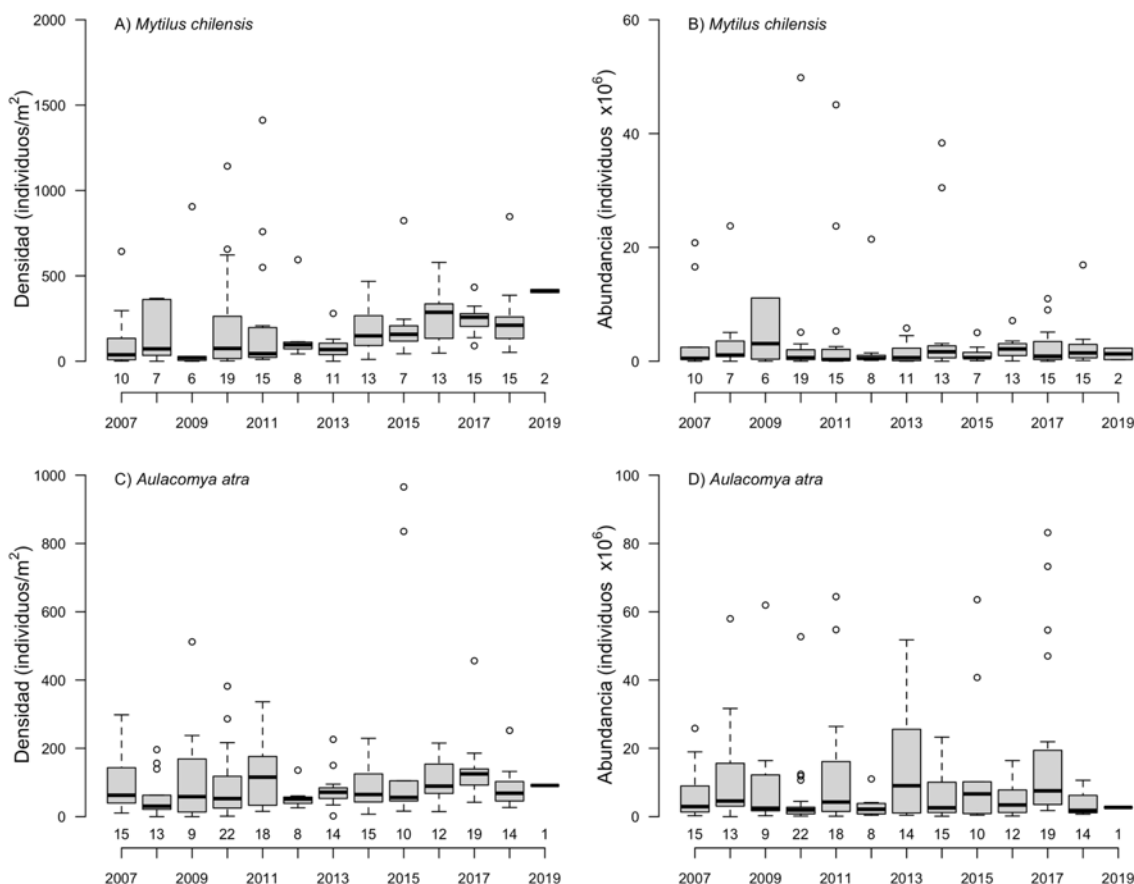 A) Mytilus chilensis
Densidad (individuos/m²)
2000
1500
1000
500
0
10 7 6 19 15 8 11 13 7 13 15 15 2
2007 2009 2011 2013 2015 2017 2019
B) Mytilus chilensis
Abundancia (individuos x10⁶)
60
40
20
0
10 7 6 19 15 8 11 13 7 13 15 15 2
2007 2009 2011 2013 2015 2017 2019
C) Aulacomya atra
Densidad (individuos/m²)
1000
800
600
400
200
0
15 13 9 22 18 8 14 15 10 12 19 14 1
2007 2009 2011 2013 2015 2017 2019
D) Aulacomya atra
Abundancia (individuos x10⁶)
100
80
60
40
20
0
15 13 9 22 18 8 14 15 10 12 19 14 1
2007 2009 2011 2013 2015 2017 2019